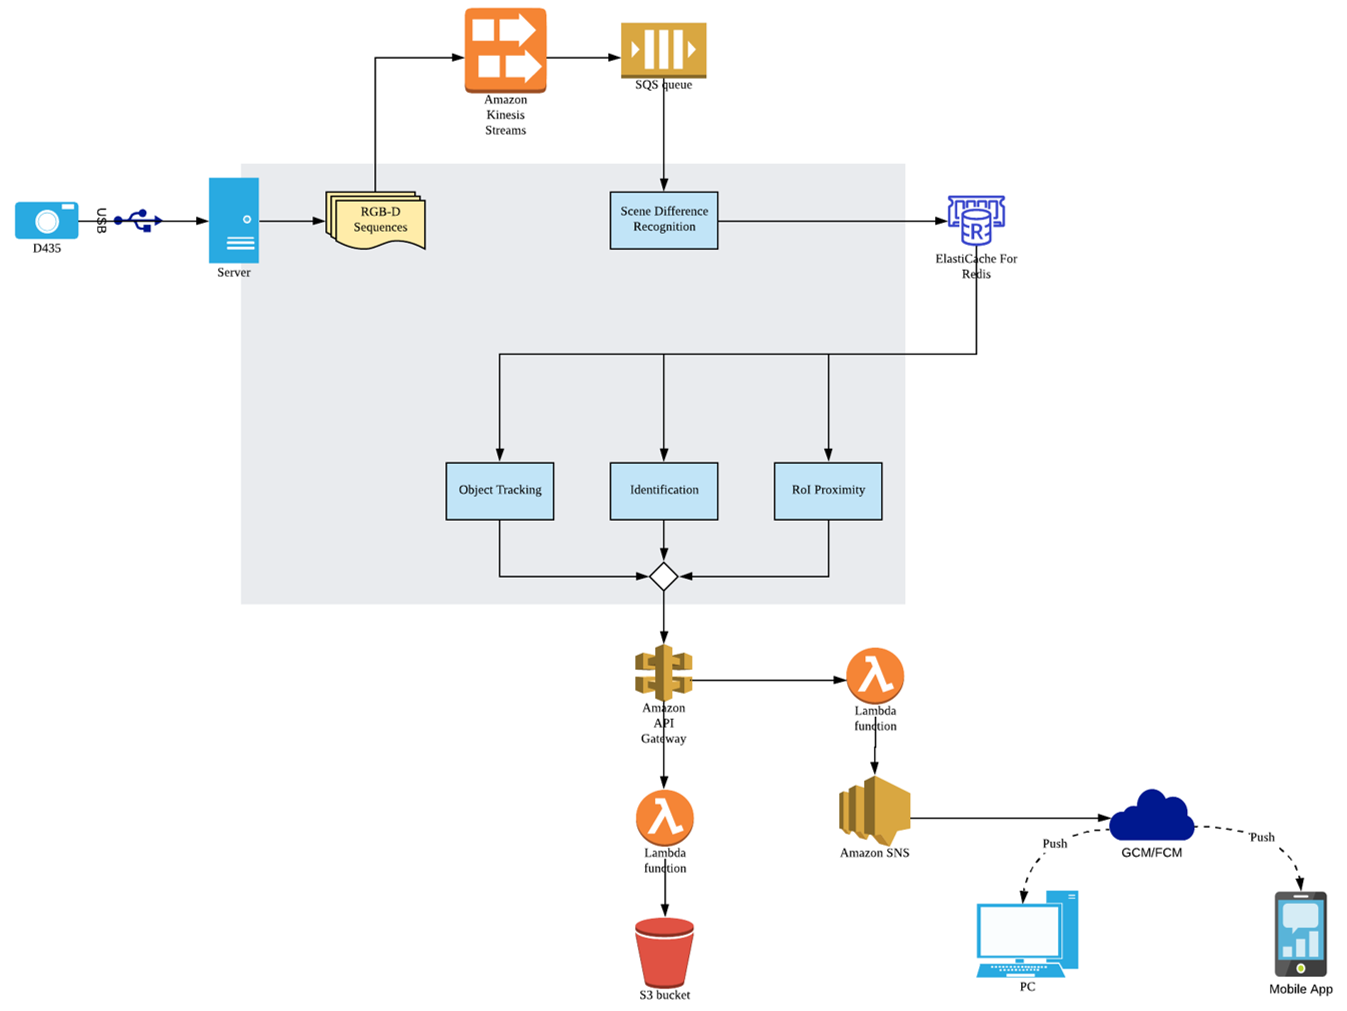 SQS queue
Amazon
Kinesis
Streams
USB
D435
Server
RGB-D
Sequences
Scene Difference
Recognition
R
ElastiCache For
Redis
Object Tracking
Identification
RoI Proximity
Amazon
API
Gateway
λ
Lambda
function
λ
Lambda
function
Amazon SNS
Push
GCM/FCM
Push
S3 bucket
PC
Mobile App